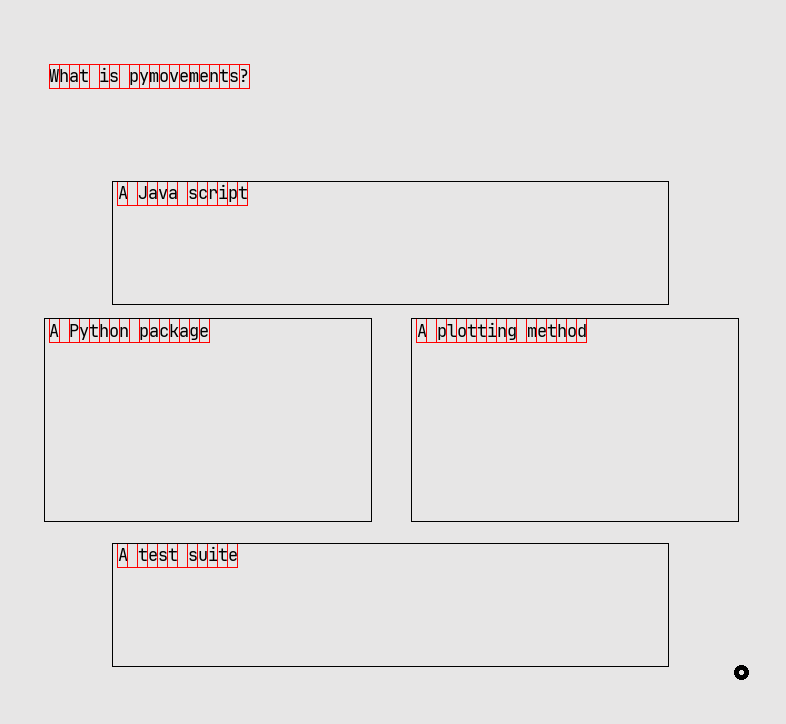 What is pymovements?
A Java script
A Python package
A plotting method
A test suite